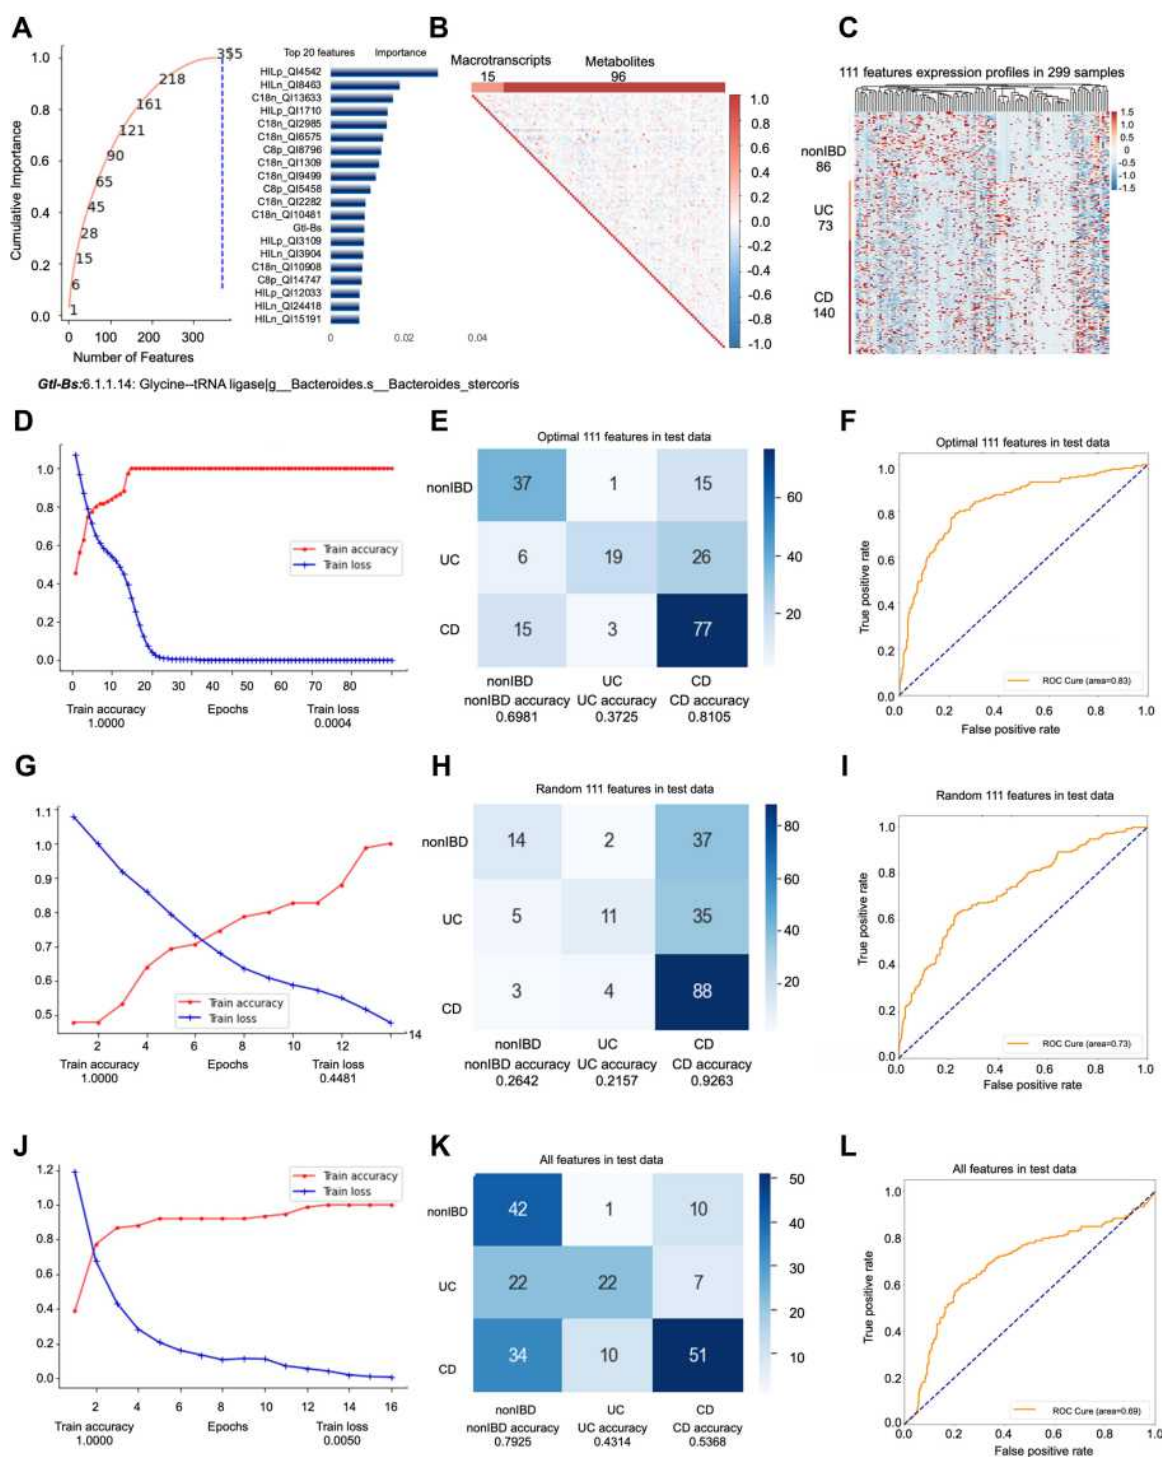 A
Cumulative Importance
1.0
0.8
0.6
0.4
0.2
0.0
355
218
161
121
90
65
45
28
15
6
1
0 100 200 300
Number of Features
Top 20 features Importance
HILp_QI4542
HILn_QI8463
C18n_QI13633
HILp_QI1710
C18n_QI2985
C18n_QI6575
C8p_QI8796
C18n_QI1309
C18n_QI9499
C8p_QI5458
C18n_QI2282
C18n_QI10481
Gtl-Bs
HILp_QI3109
HILn_QI3904
C18n_QI10908
C8p_QI14747
HILp_QI12033
HILn_QI24418
HILn_QI15191
0 0.02 0.04
Gtl-Bs:6.1.1.14: Glycine--tRNA ligase|g__Bacteroides.s__Bacteroides_stercoris
B
Macrotranscripts Metabolites
15 96
1.0
0.8
0.6
0.4
0.2
0.0
-0.2
-0.4
-0.6
-0.8
-1.0
C
111 features expression profiles in 299 samples
nonIBD
86
UC
73
CD
140
1.5
1.0
0.5
0
-0.5
-1.0
-1.5
D
1.0
0.8
0.6
0.4
0.2
0.0
Train accuracy
Train loss
0 10 20 30 40 50 60 70 80
Train accuracy Epochs Train loss
1.0000 0.0004
E
Optimal 111 features in test data
nonIBD 37 1 15
UC 6 19 26
CD 15 3 77
60
40
20
nonIBD UC CD
nonIBD accuracy UC accuracy CD accuracy
0.6981 0.3725 0.8105
F
Optimal 111 features in test data
True positive rate
1.0
0.8
0.6
0.4
0.2
0.0
ROC Cure (area=0.83)
0.0 0.2 0.4 0.6 0.8 1.0
False positive rate
G
1.1
1.0
0.9
0.8
0.7
0.6
0.5
Train accuracy
Train loss
2 4 6 8 10 12 14
Train accuracy Epochs Train loss
1.0000 0.4481
H
Random 111 features in test data
nonIBD 14 2 37
UC 5 11 35
CD 3 4 88
80
60
40
20
nonIBD UC CD
nonIBD accuracy UC accuracy CD accuracy
0.2642 0.2157 0.9263
I
Random 111 features in test data
True positive rate
1.0
0.8
0.6
0.4
0.2
0.0
ROC Cure (area=0.73)
0.0 0.2 0.4 0.6 0.8 1.0
False positive rate
J
1.2
1.0
0.8
0.6
0.4
0.2
0.0
Train accuracy
Train loss
2 4 6 8 10 12 14 16
Train accuracy Epochs Train loss
1.0000 0.0050
K
All features in test data
nonIBD 42 1 10
UC 22 22 7
CD 34 10 51
50
40
30
20
10
nonIBD UC CD
nonIBD accuracy UC accuracy CD accuracy
0.7925 0.4314 0.5368
L
All features in test data
True positive rate
1.0
0.8
0.6
0.4
0.2
0.0
ROC Cure (area=0.69)
0.0 0.2 0.4 0.6 0.8 1.0
False positive rate